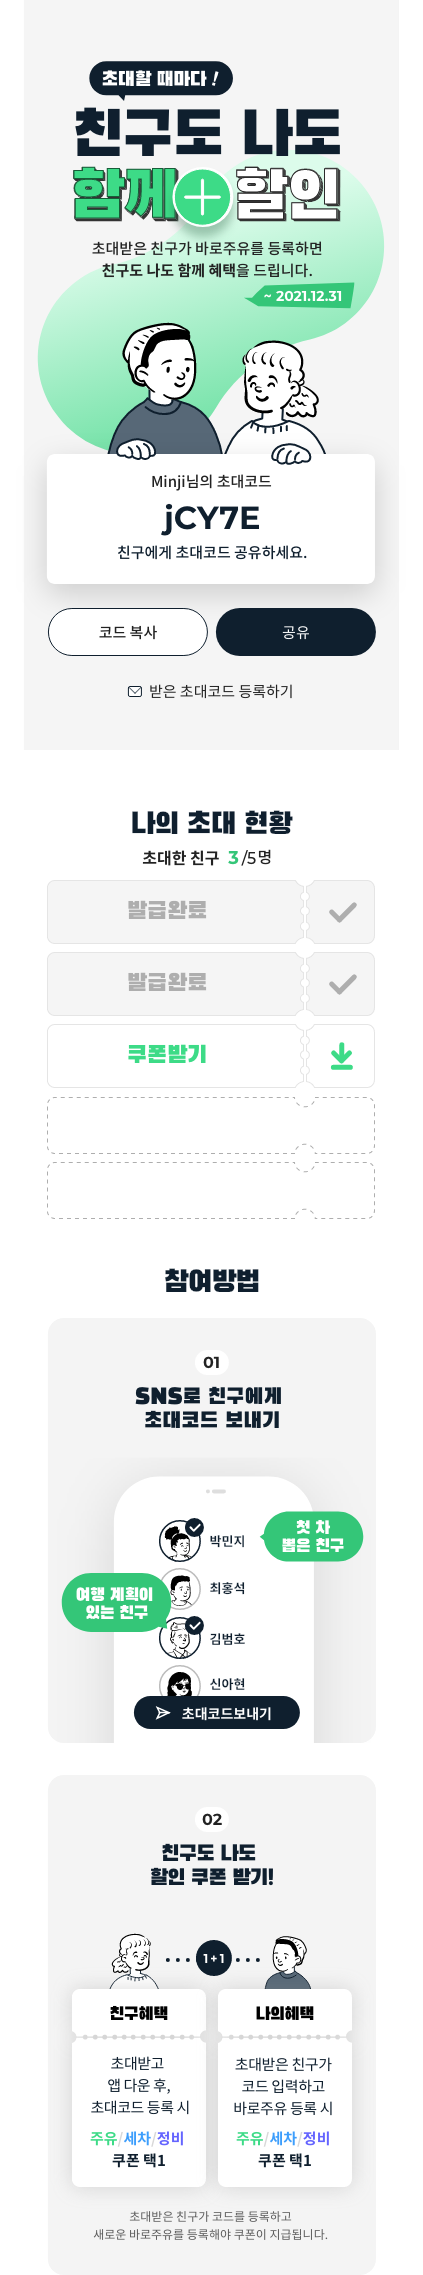 초대할 때마다!
친구도 나도
함께+할인
초대받은 친구가 바로주유를 등록하면
친구도 나도 함께 혜택을 드립니다.
~ 2021.12.31
Minji님의 초대코드
jCY7E
친구에게 초대코드 공유하세요.
코드 복사
공유
받은 초대코드 등록하기
나의 초대 현황
초대한 친구 3/5명
발급완료
발급완료
쿠폰받기
참여방법
01
SNS로 친구에게
초대코드 보내기
첫 차
뽑은 친구
박민지
최홍석
여행 계획이
있는 친구
김범호
신아현
초대코드보내기
02
친구도 나도
할인 쿠폰 받기!
1+1
친구혜택
초대받고
앱 다운 후,
초대코드 등록 시
주유/세차/정비
쿠폰 택1
나의혜택
초대받은 친구가
코드 입력하고
바로주유 등록 시
주유/세차/정비
쿠폰 택1
초대받은 친구가 코드를 등록하고
새로운 바로주유를 등록해야 쿠폰이 지급됩니다.